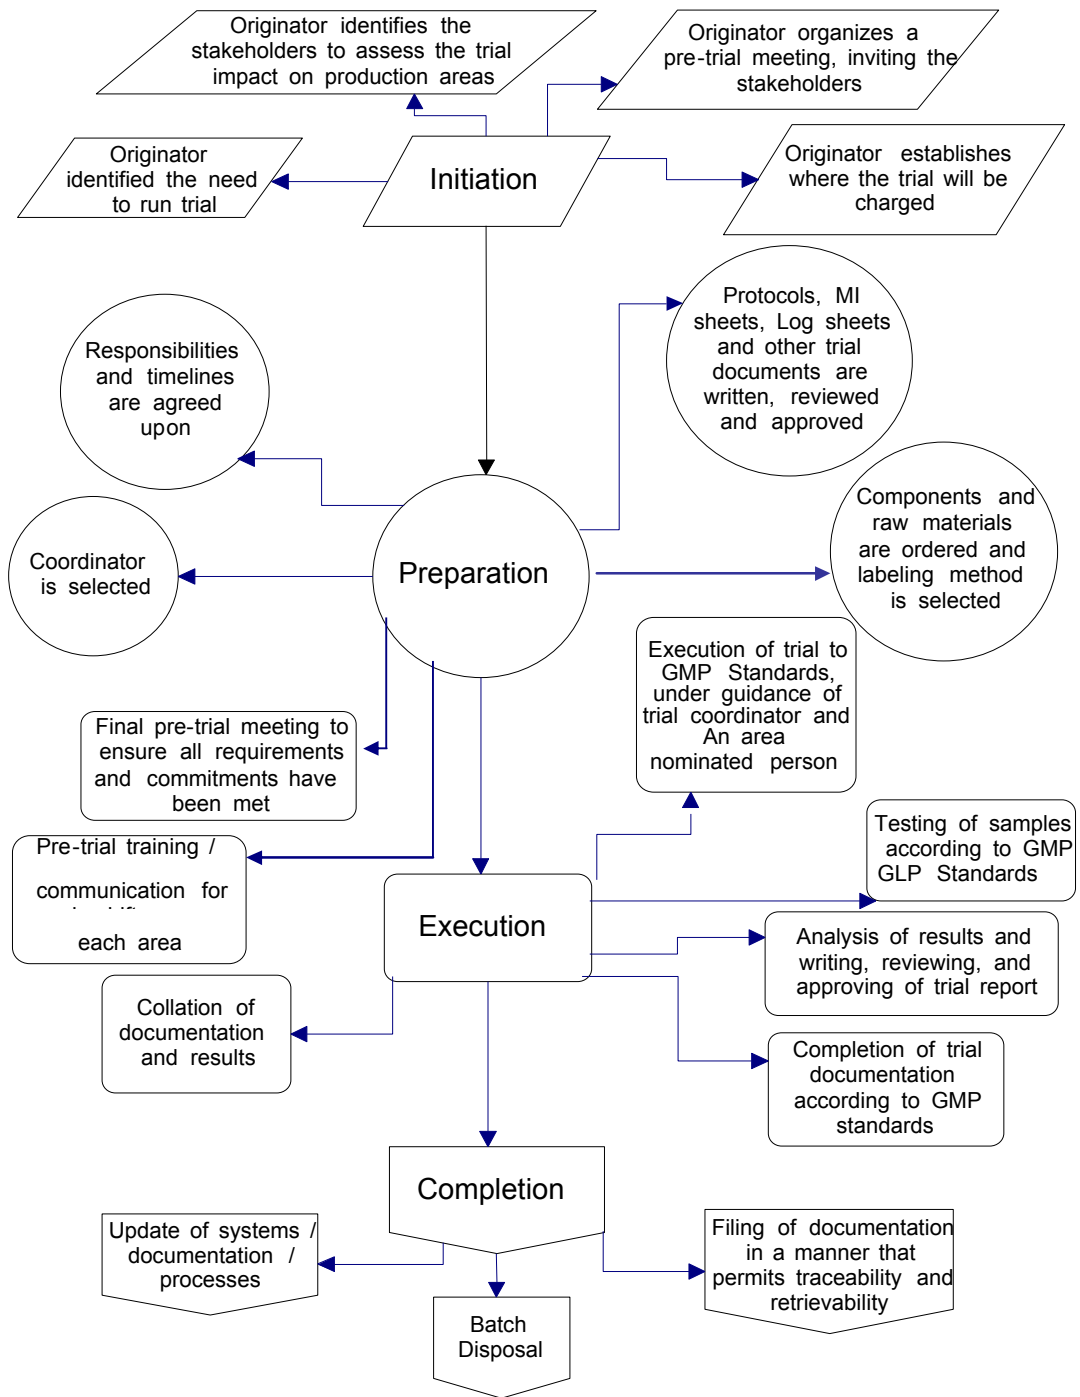 Originator identifies the
stakeholders to assess the trial
impact on production areas
Originator organizes a
pre-trial meeting, inviting the
stakeholders
Originator
identified the need
to run trial
Initiation
Originator establishes
where the trial will be
charged
Protocols, MI
sheets, Log sheets
and other trial
documents are
written, reviewed
and approved
Responsibilities
and timelines
are agreed
upon
Components and
raw materials
are ordered and
labeling method
is selected
Coordinator
is selected
Preparation
Execution of trial to
GMP Standards,
under guidance of
trial coordinator and
An area
nominated person
Final pre-trial meeting to
ensure all requirements
and commitments have
been met
Testing of samples
according to GMP
GLP Standards
Pre-trial training /
communication for
each area
Execution
Analysis of results and
writing, reviewing, and
approving of trial report
Collation of
documentation
and results
Completion of trial
documentation
according to GMP
standards
Completion
Update of systems /
documentation /
processes
Filing of documentation
in a manner that
permits traceability and
retrievability
Batch
Disposal